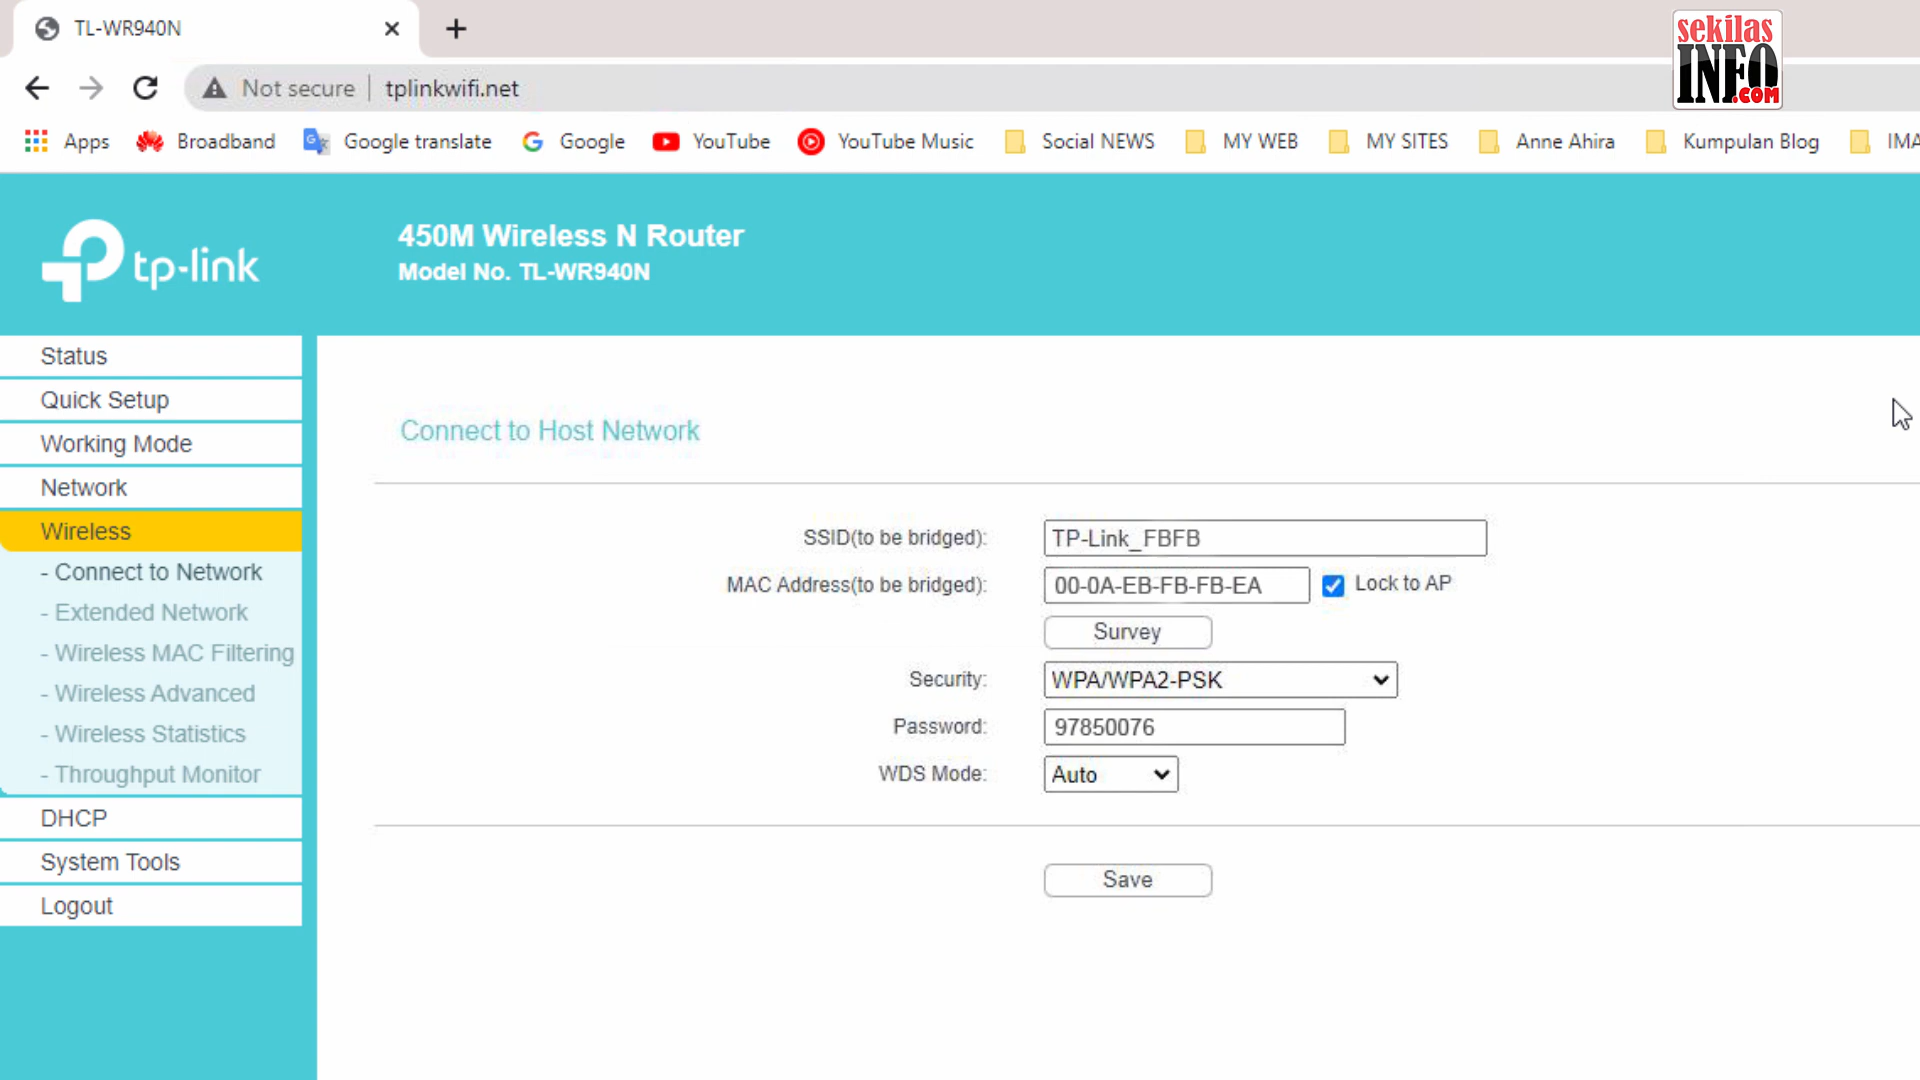 TL-WR940N
sekilas
INFO
.COM
Not secure
tplinkwifi.net
Apps
Broadband
Google translate
Google
YouTube
YouTube Music
Social NEWS
MY WEB
MY SITES
Anne Ahira
Kumpulan Blog
IMA
tp-link
450M Wireless N Router
Model No. TL-WR940N
Status
Quick Setup
Working Mode
Network
Wireless
- Connect to Network
- Extended Network
- Wireless MAC Filtering
- Wireless Advanced
- Wireless Statistics
- Throughput Monitor
DHCP
System Tools
Logout
Connect to Host Network
SSID(to be bridged): TP-Link_FBFB
MAC Address(to be bridged): 00-0A-EB-FB-FB-EA Lock to AP
Survey
Security: WPA/WPA2-PSK
Password: 97850076
WDS Mode: Auto
Save